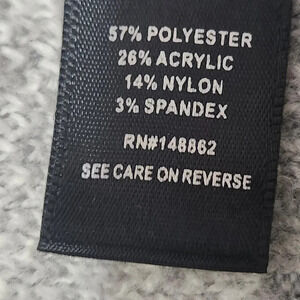 57% POLYESTER
26% ACRYLIC
14% NYLON
3% SPANDEX
RN#148862
SEE CARE ON REVERSE